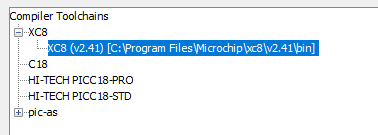 Compiler Toolchains
XC8
XC8 (v2.41) [C:\Program Files\Microchip\xc8\v2.41\bin]
C18
HI-TECH PICC18-PRO
HI-TECH PICC18-STD
pic-as